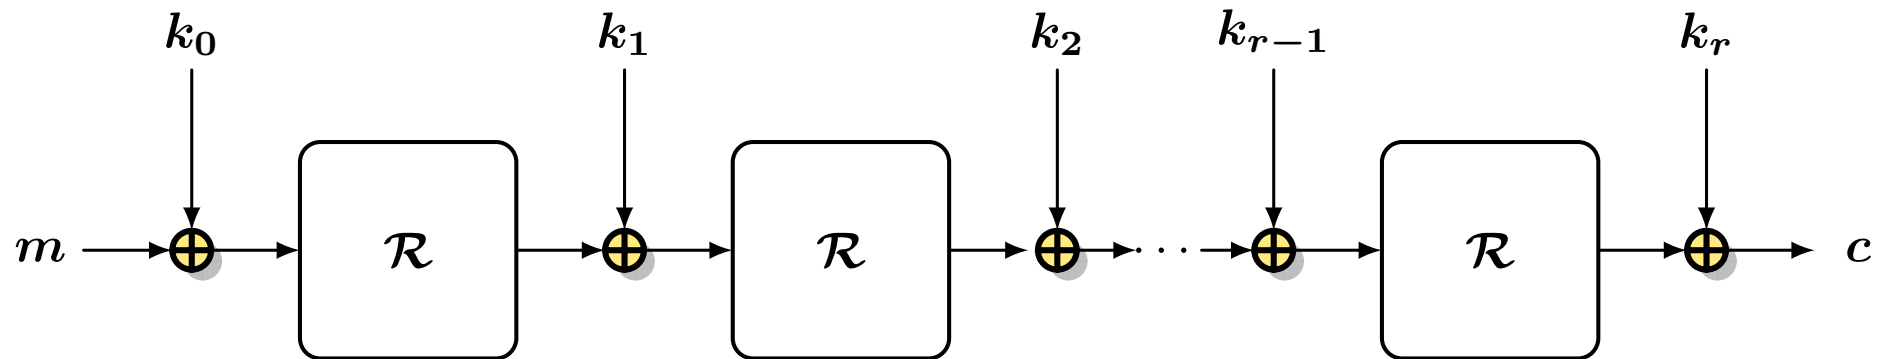 k₀ k₁ k₂ kᵣ₋₁ kᵣ
m ℛ ℛ ··· ℛ c